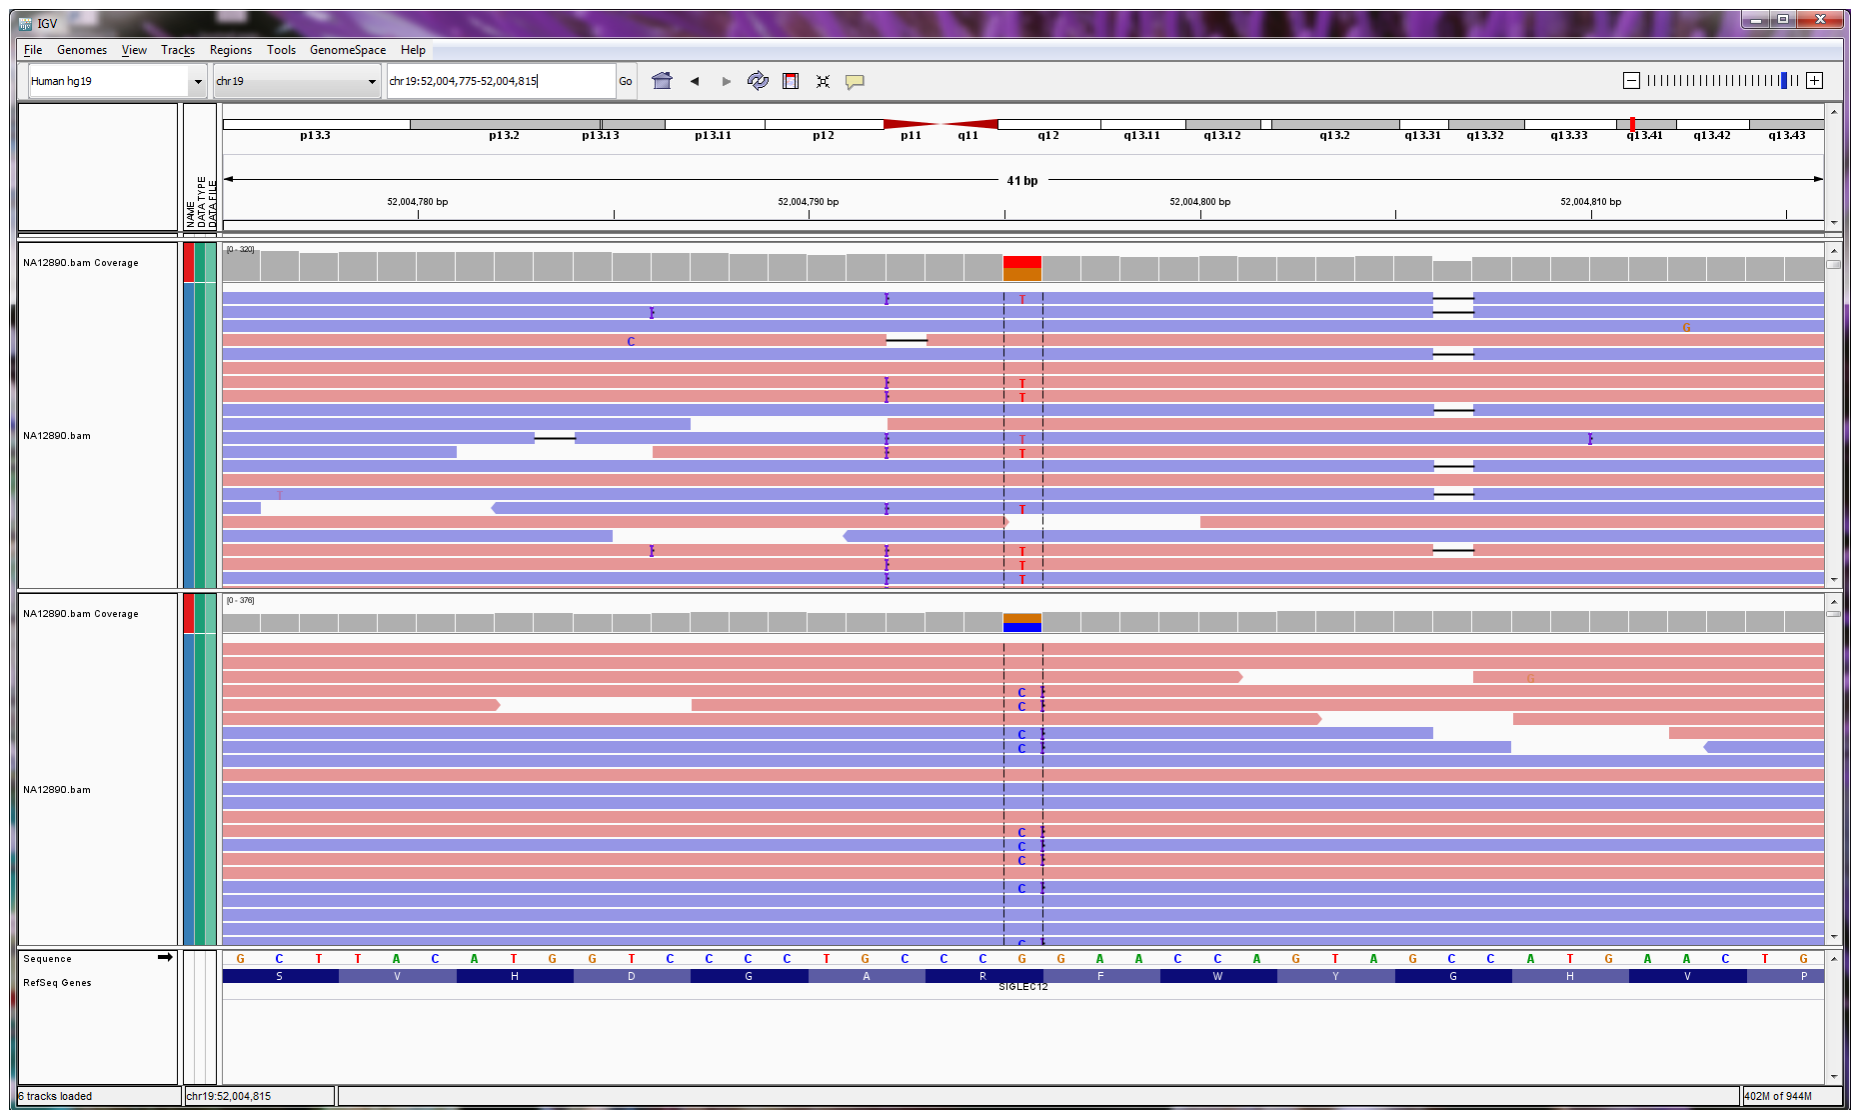 IGV
File Genomes View Tracks Regions Tools GenomeSpace Help
Human hg19 chr19 chr19:52,004,775-52,004,815 Go
p13.3 p13.2 p13.13 p13.11 p12 p11 q11 q12 q13.11 q13.12 q13.2 q13.31 q13.32 q13.33 q13.41 q13.42 q13.43
41 bp
NAME
DATA TYPE
DATA FILE
52,004,780 bp 52,004,790 bp 52,004,800 bp 52,004,810 bp
[0 - 320]
NA12890.bam Coverage
T
G
C
T
T
NA12890.bam
T
T
T
T
T
T
T
[0 - 376]
NA12890.bam Coverage
G
C
C
C
C
NA12890.bam
C
C
C
C
C
Sequence G C T T A C A T G G T C C C C T G C C C G G A A C C A G T A G C C A T G A A C T G
S V H D G A R F W Y G H V P
RefSeq Genes
SIGLEC12
6 tracks loaded chr19:52,004,815 402M of 944M